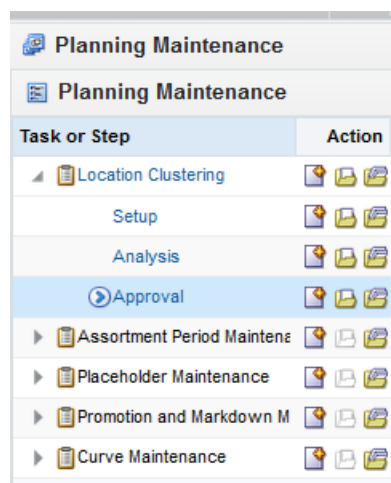 Planning Maintenance
Planning Maintenance
Task or Step Action
Location Clustering
Setup
Analysis
Approval
Assortment Period Maintena
Placeholder Maintenance
Promotion and Markdown M
Curve Maintenance